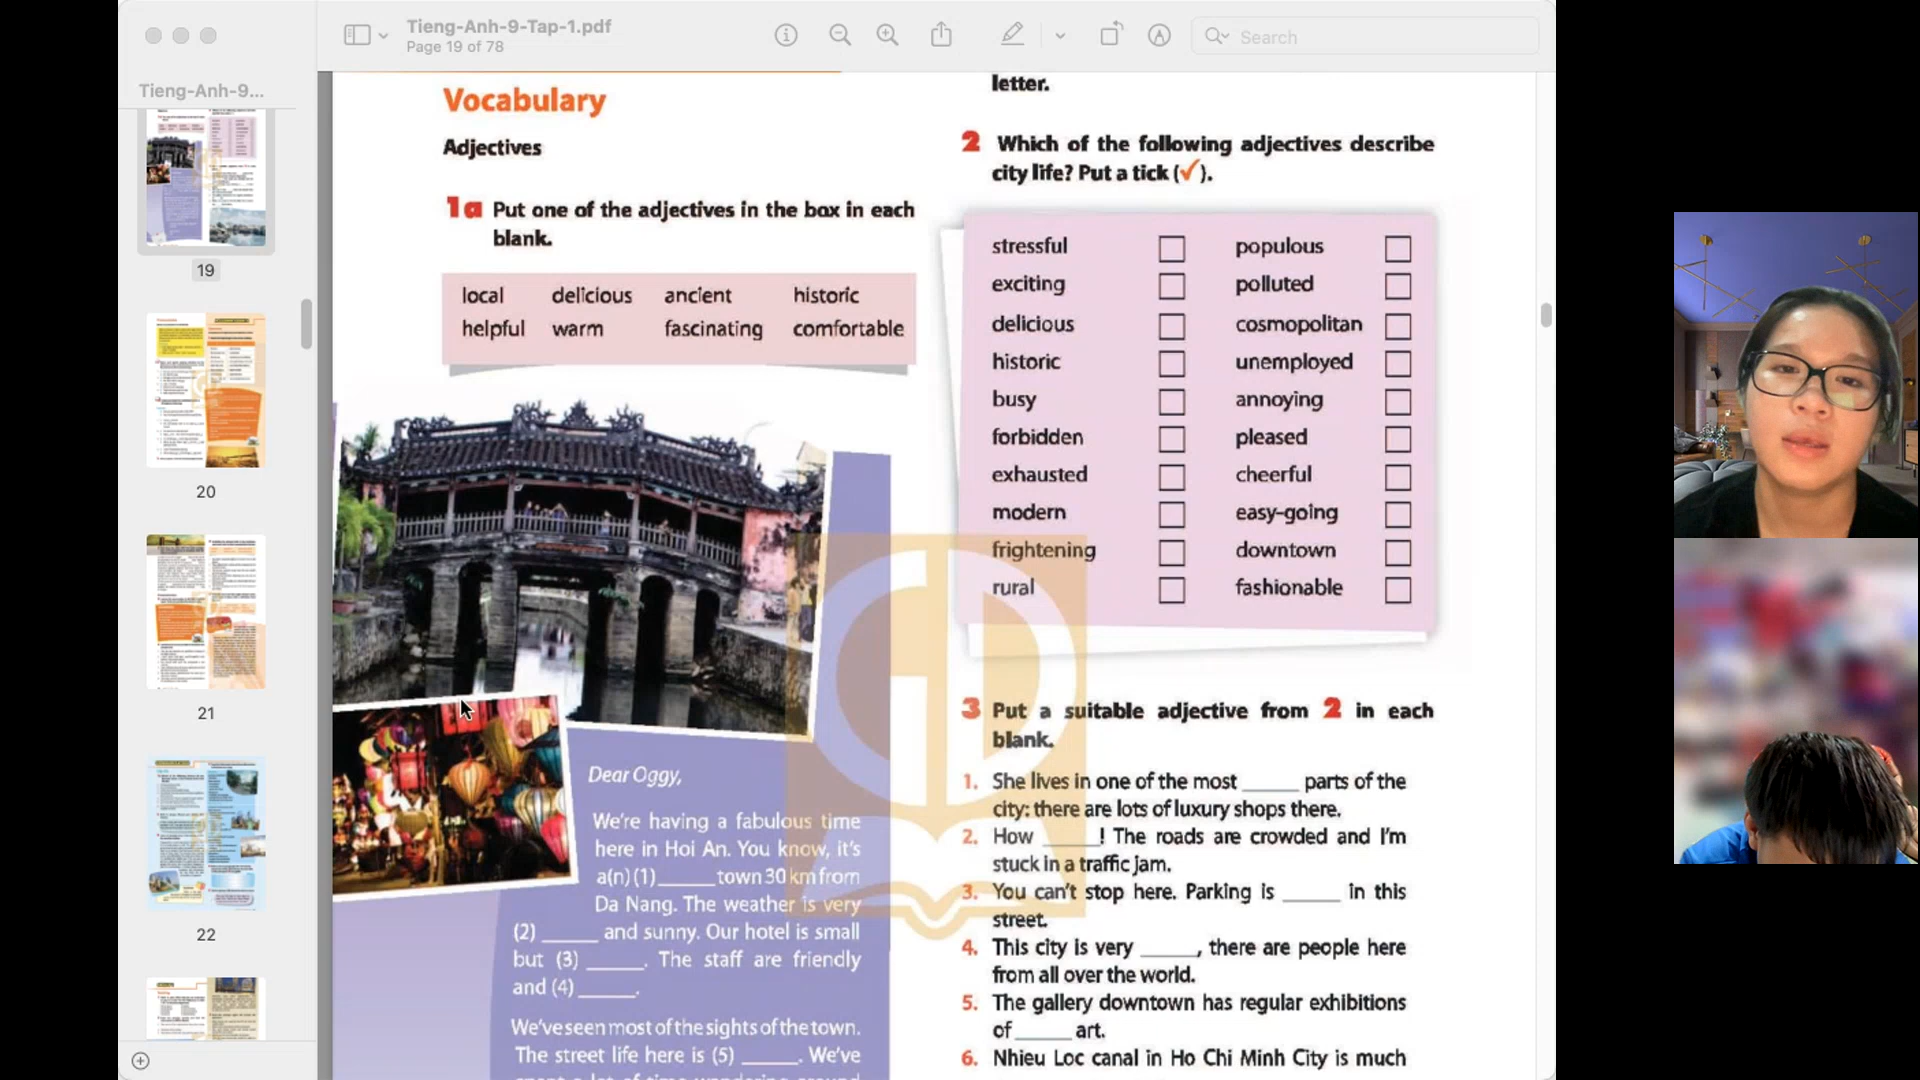 Tieng-Anh-9-Tap-1.pdf
Page 19 of 78
Search
Tieng-Anh-9...
19
20
21
22
Vocabulary
Adjectives
1a Put one of the adjectives in the box in each
blank.
local delicious ancient historic
helpful warm fascinating comfortable
Dear Oggy,
We're having a fabulous time
here in Hoi An. You know, it's
a(n) (1)______ town 30 km from
Da Nang. The weather is very
(2) ______ and sunny. Our hotel is small
but (3) ______. The staff are friendly
and (4) ______.
We've seen most of the sights of the town.
The street life here is (5) ______. We've
letter.
2 Which of the following adjectives describe
city life? Put a tick (✓).
stressful populous
exciting polluted
delicious cosmopolitan
historic unemployed
busy annoying
forbidden pleased
exhausted cheerful
modern easy-going
frightening downtown
rural fashionable
3 Put a suitable adjective from 2 in each
blank.
1. She lives in one of the most ______ parts of the
city: there are lots of luxury shops there.
2. How ______! The roads are crowded and I'm
stuck in a traffic jam.
3. You can't stop here. Parking is ______ in this
street.
4. This city is very ______, there are people here
from all over the world.
5. The gallery downtown has regular exhibitions
of ______ art.
6. Nhieu Loc canal in Ho Chi Minh City is much